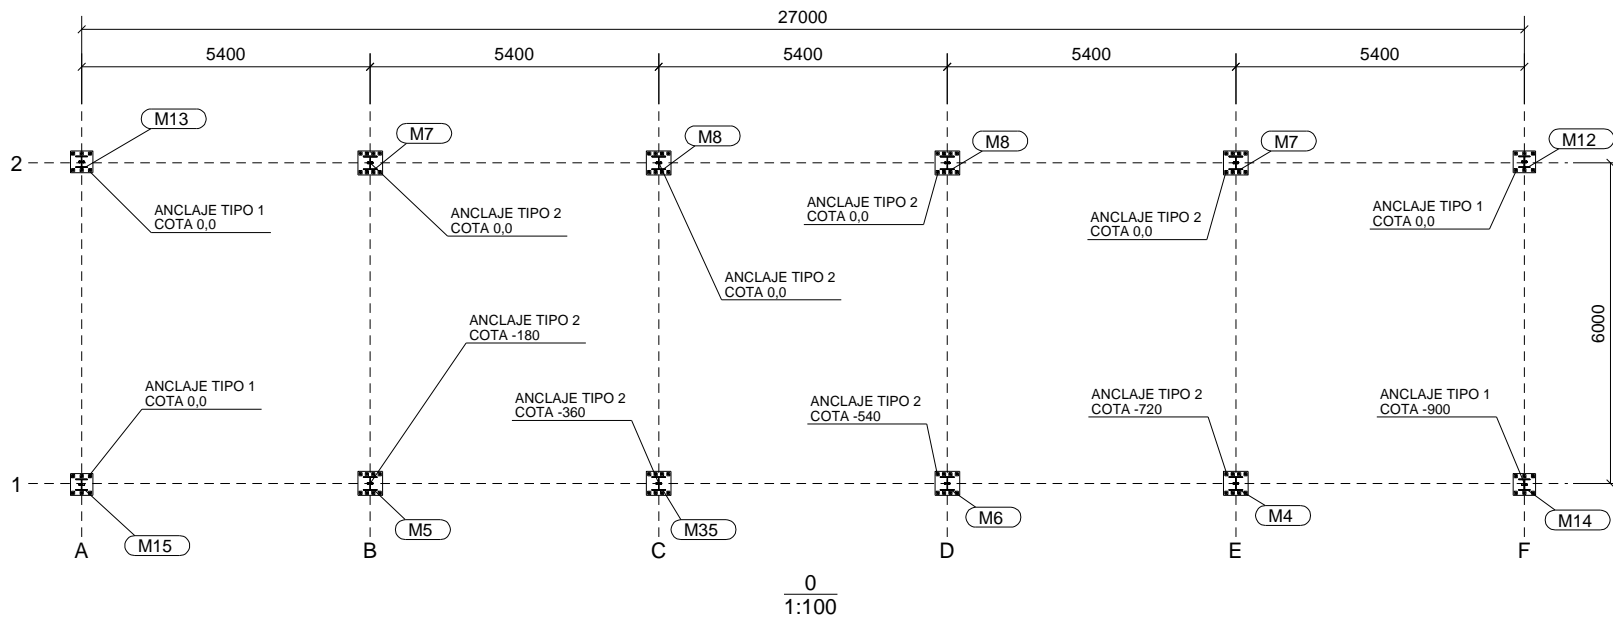 27000
5400
5400
5400
5400
5400
M13
M7
M8
M8
M7
M12
2
ANCLAJE TIPO 1
COTA 0,0
ANCLAJE TIPO 2
COTA 0,0
ANCLAJE TIPO 2
COTA 0,0
ANCLAJE TIPO 2
COTA 0,0
ANCLAJE TIPO 2
COTA 0,0
ANCLAJE TIPO 1
COTA 0,0
6000
ANCLAJE TIPO 1
COTA 0,0
ANCLAJE TIPO 2
COTA -180
ANCLAJE TIPO 2
COTA -360
ANCLAJE TIPO 2
COTA -540
ANCLAJE TIPO 2
COTA -720
ANCLAJE TIPO 1
COTA -900
1
M15
M5
M35
M6
M4
M14
A
B
C
D
E
F
0
1:100